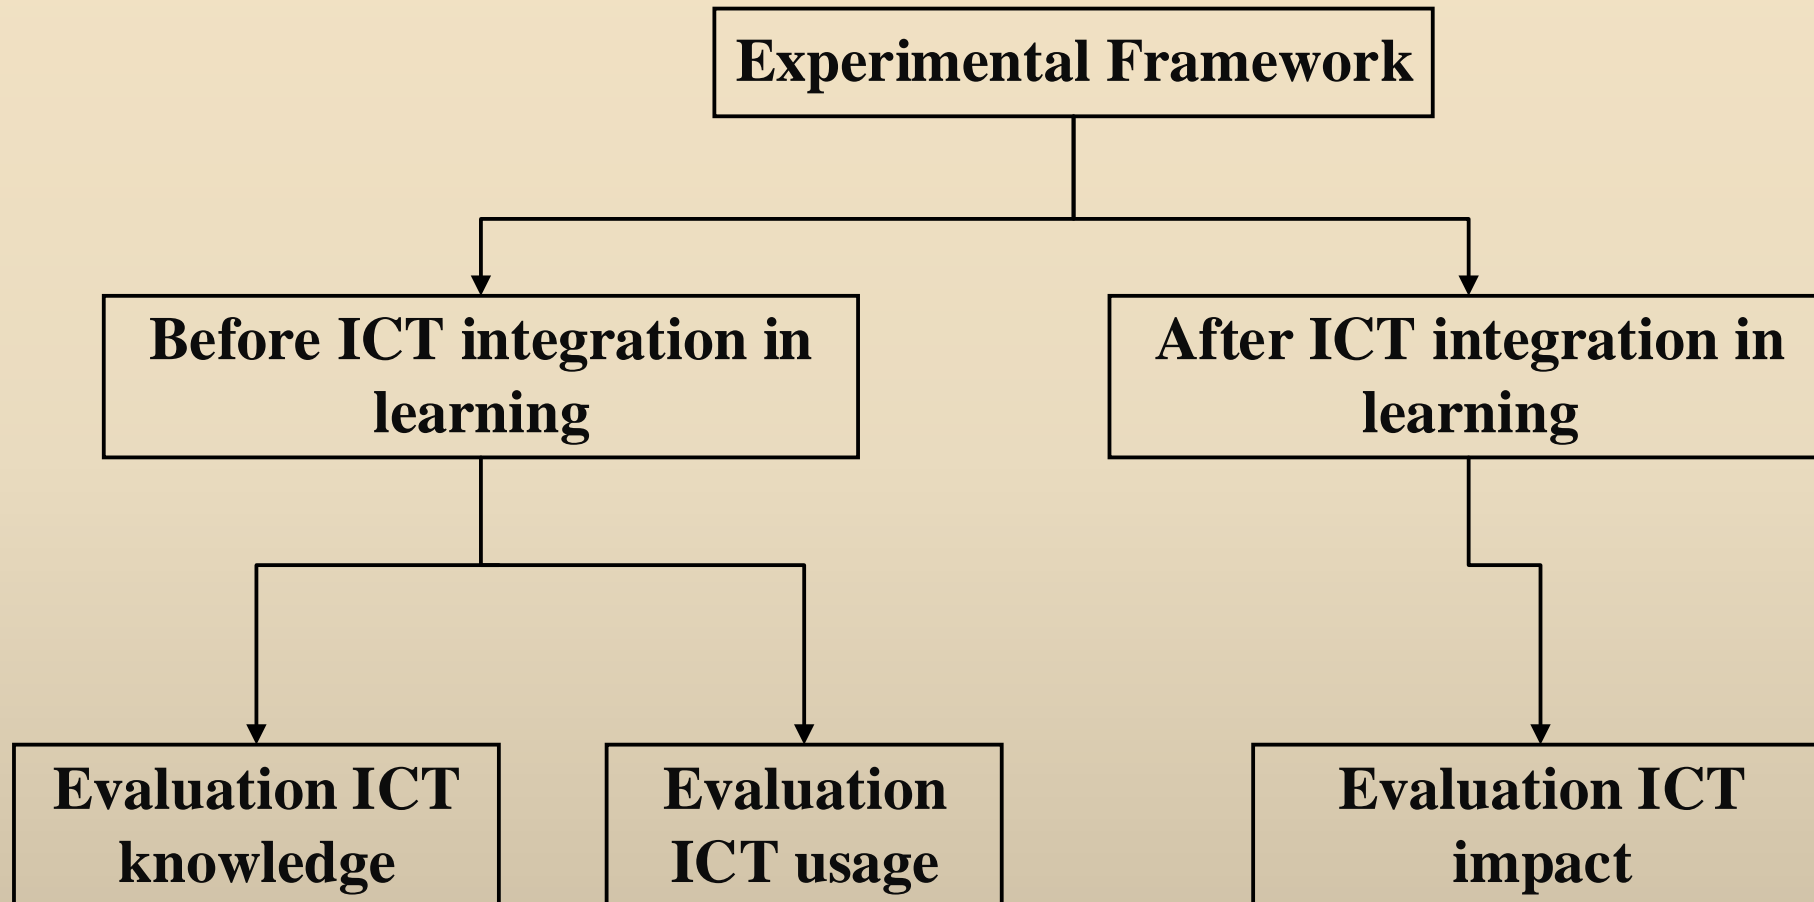 Experimental Framework
Before ICT integration in
learning
After ICT integration in
learning
Evaluation ICT
knowledge
Evaluation
ICT usage
Evaluation ICT
impact